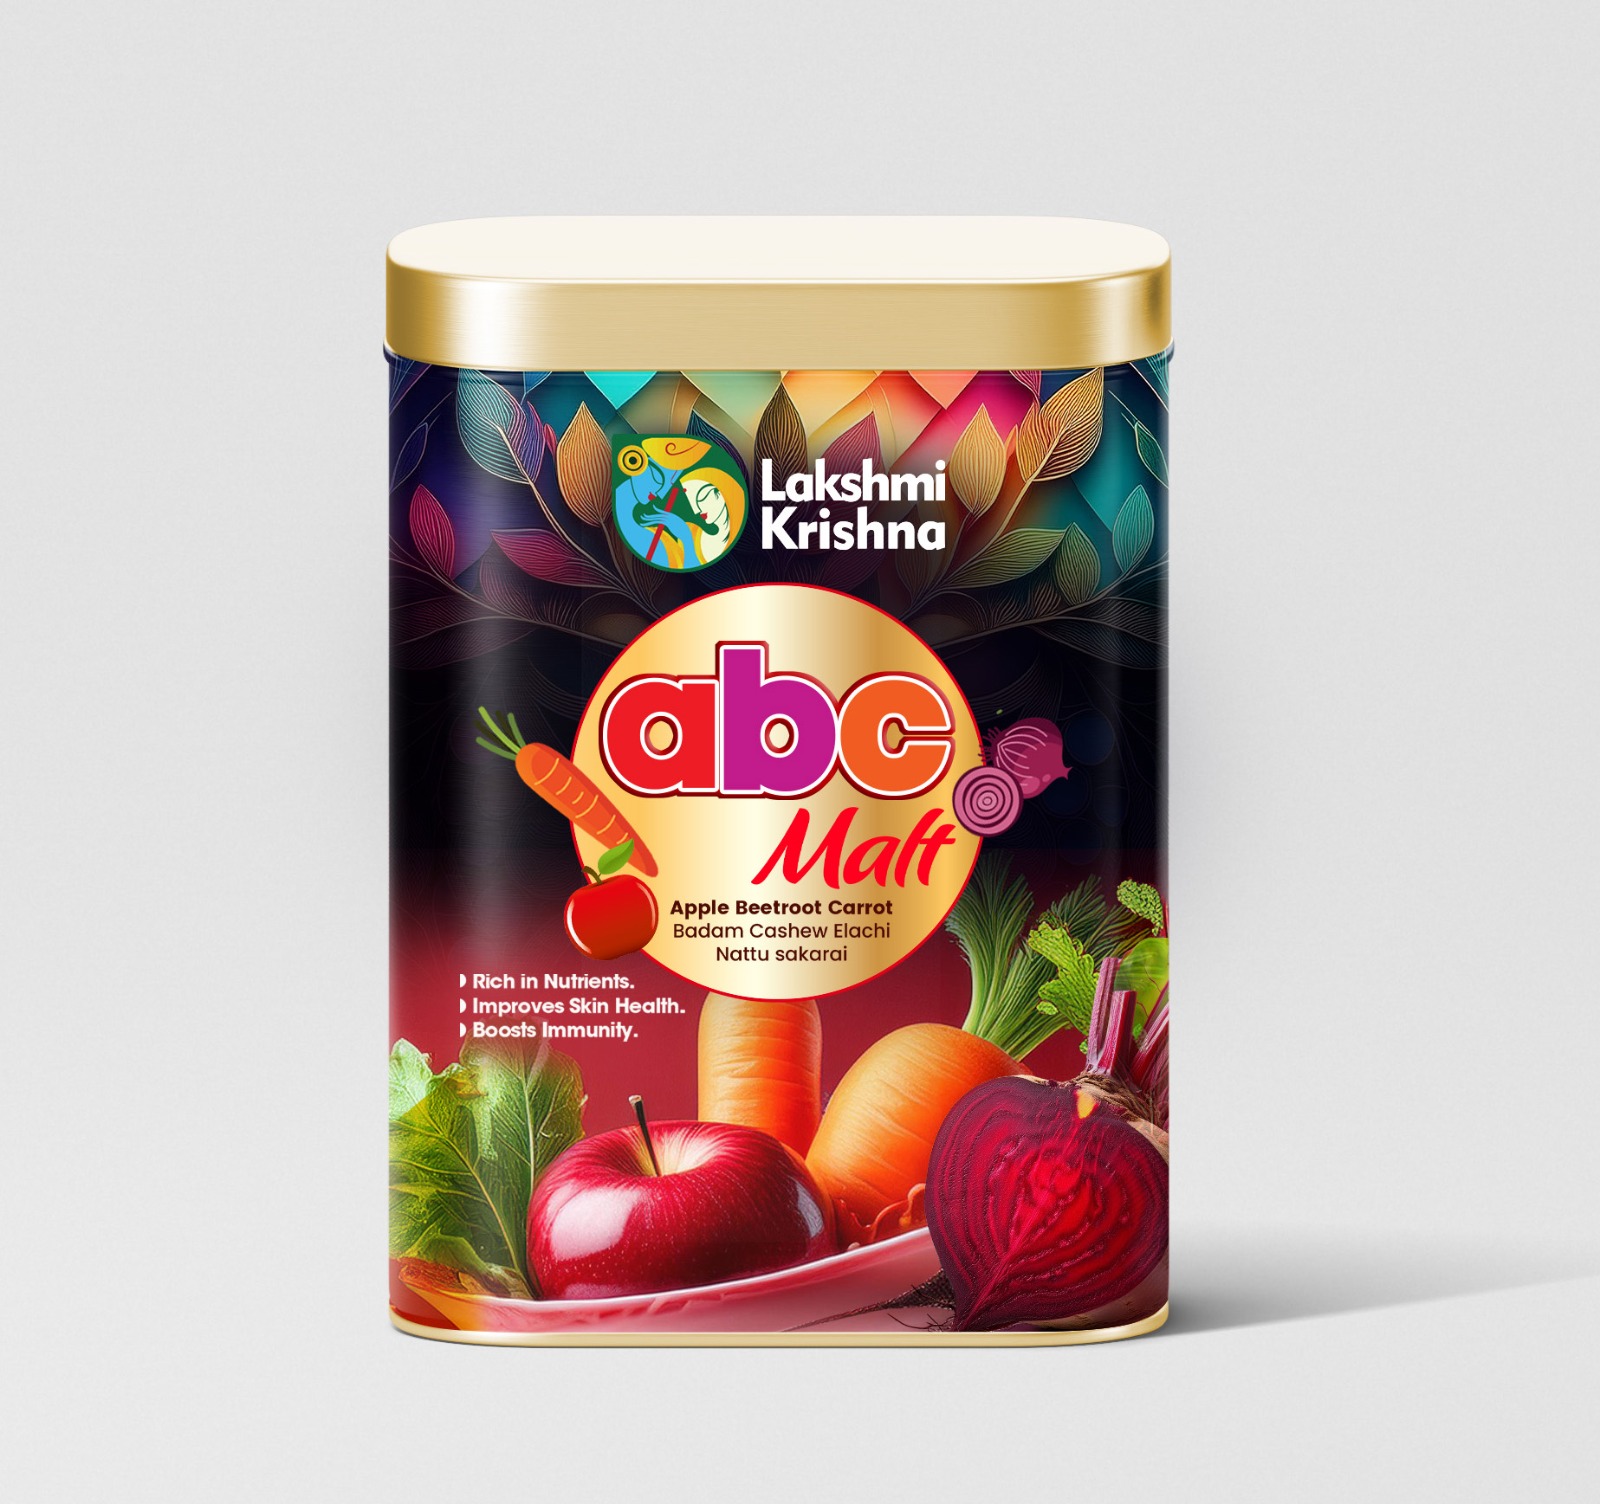 Lakshmi
Krishna
abc
Malt
Apple Beetroot Carrot
Badam Cashew Elachi
Nattu sakarai
Rich in Nutrients.
Improves Skin Health.
Boosts Immunity.